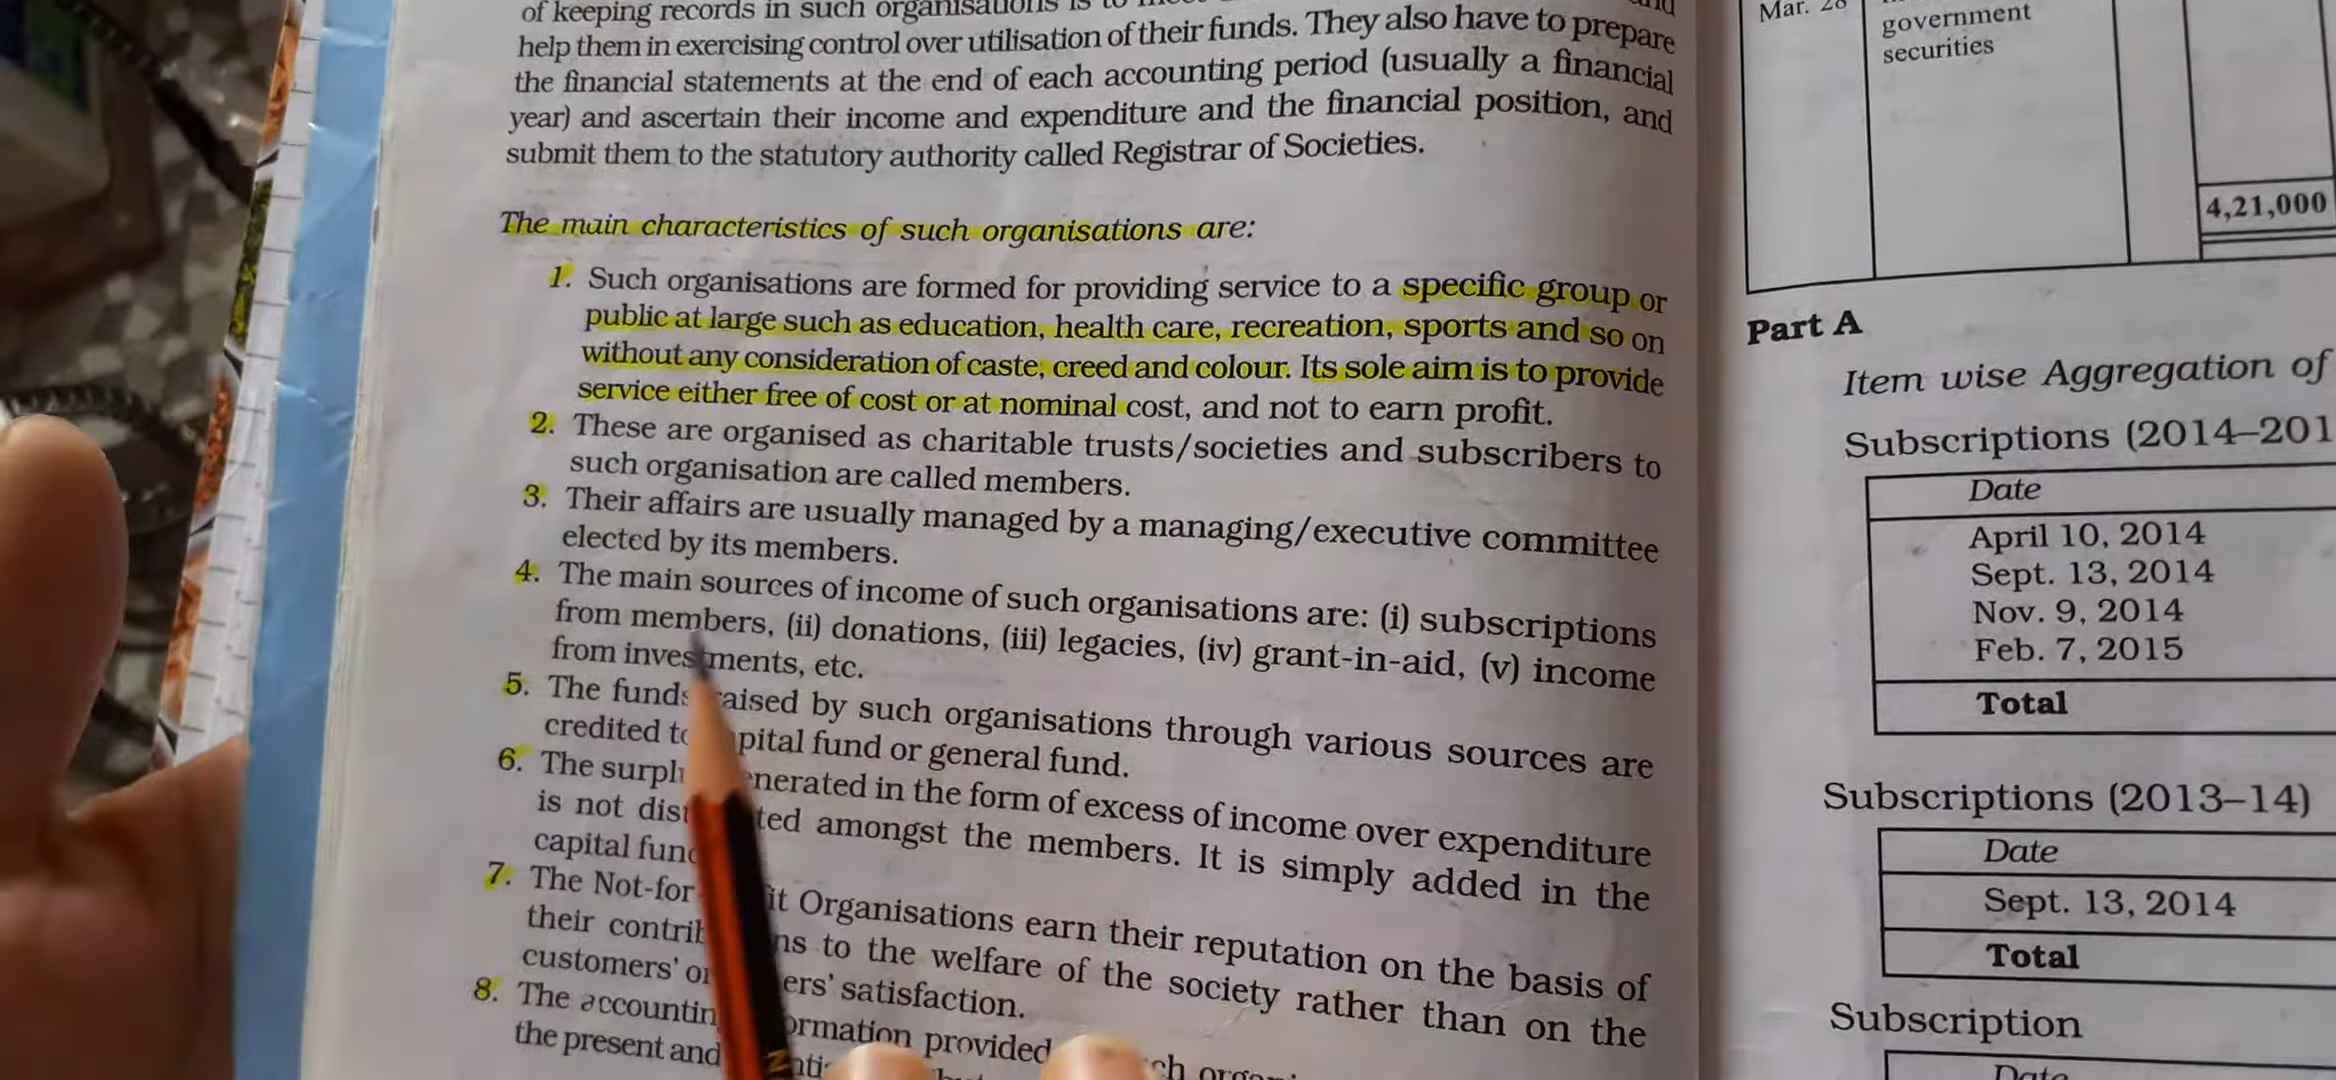 of keeping records in such organisations is to
help them in exercising control over utilisation of their funds. They also have to prepare
the financial statements at the end of each accounting period (usually a financial
year) and ascertain their income and expenditure and the financial position, and
submit them to the statutory authority called Registrar of Societies.
The main characteristics of such organisations are:
1. Such organisations are formed for providing service to a specific group or
public at large such as education, health care, recreation, sports and so on
without any consideration of caste, creed and colour. Its sole aim is to provide
service either free of cost or at nominal cost, and not to earn profit.
2. These are organised as charitable trusts/societies and subscribers to
such organisation are called members.
3. Their affairs are usually managed by a managing/executive committee
elected by its members.
4. The main sources of income of such organisations are: (i) subscriptions
from members, (ii) donations, (iii) legacies, (iv) grant-in-aid, (v) income
from investments, etc.
5. The funds raised by such organisations through various sources are
credited to capital fund or general fund.
6. The surplus generated in the form of excess of income over expenditure
is not distributed amongst the members. It is simply added in the
capital fund
7. The Not-for Organisations earn their reputation on the basis of
their contributions to the welfare of the society rather than on the
customers' or satisfaction.
8. The accounting information provided
the present and
Mar. 28
government
securities
4,21,000
Part A
Item wise Aggregation of
Subscriptions (2014–201
Date
April 10, 2014
Sept. 13, 2014
Nov. 9, 2014
Feb. 7, 2015
Total
Subscriptions (2013–14)
Date
Sept. 13, 2014
Total
Subscription
Date